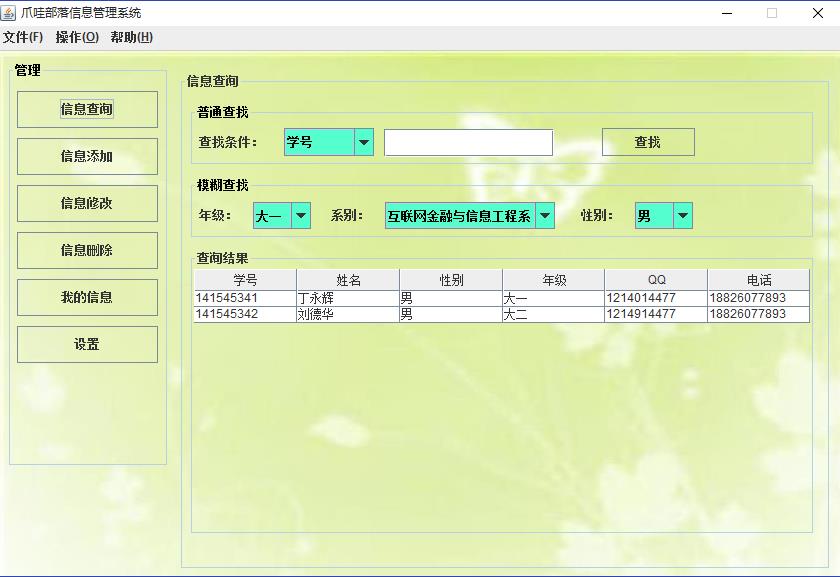 爪哇部落信息管理系统
文件(F) 操作(O) 帮助(H)
管理
信息查询
信息添加
信息修改
信息删除
我的信息
设置
信息查询
普通查找
查找条件： 学号 查找
模糊查找
年级： 大一 系别： 互联网金融与信息工程系 性别： 男
查询结果
学号 姓名 性别 年级 QQ 电话
141545341 丁永辉 男 大一 1214014477 18826077893
141545342 刘德华 男 大二 1214914477 18826077893